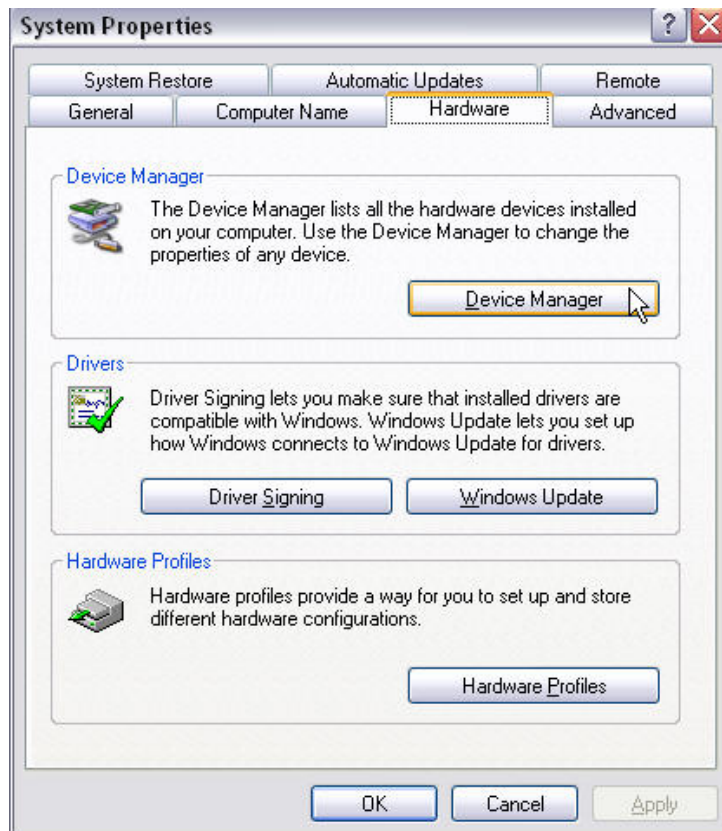 System Properties
System Restore Automatic Updates Remote
General Computer Name Hardware Advanced
Device Manager
The Device Manager lists all the hardware devices installed
on your computer. Use the Device Manager to change the
properties of any device.
Device Manager
Drivers
Driver Signing lets you make sure that installed drivers are
compatible with Windows. Windows Update lets you set up
how Windows connects to Windows Update for drivers.
Driver Signing Windows Update
Hardware Profiles
Hardware profiles provide a way for you to set up and store
different hardware configurations.
Hardware Profiles
OK Cancel Apply